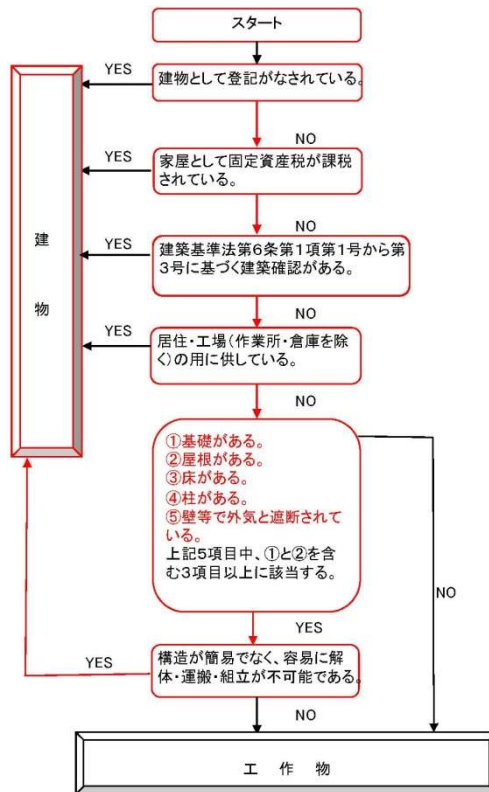 スタート
YES
建物として登記がなされている。
NO
YES
家屋として固定資産税が課税
されている。
NO
YES
建築基準法第6条第1項第1号から第
3号に基づく建築確認がある。
NO
YES
居住・工場(作業所・倉庫を除
く)の用に供している。
NO
建物
①基礎がある。
②屋根がある。
③床がある。
④柱がある。
⑤壁等で外気と遮断されて
いる。
上記5項目中、①と②を含
む3項目以上に該当する。
NO
YES
YES
構造が簡易でなく、容易に解
体・運搬・組立が不可能である。
NO
工作物